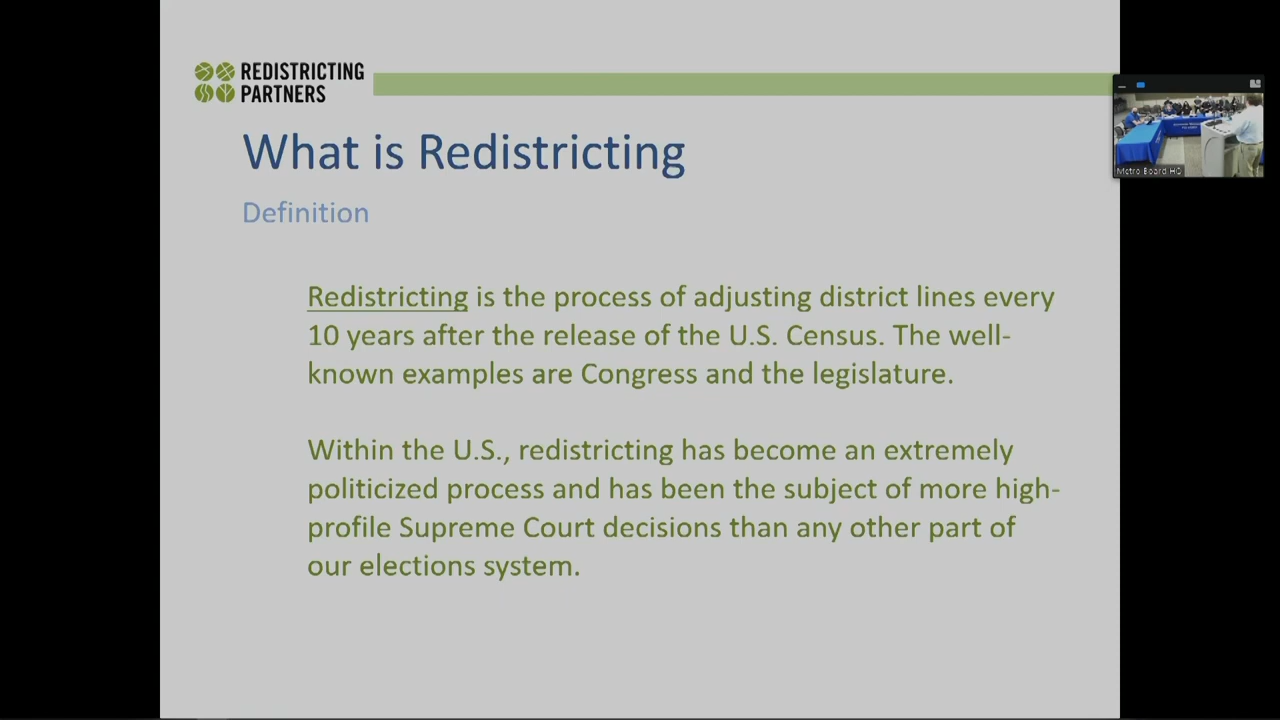 REDISTRICTING
PARTNERS
What is Redistricting
Definition
Redistricting is the process of adjusting district lines every
10 years after the release of the U.S. Census. The well-
known examples are Congress and the legislature.
Within the U.S., redistricting has become an extremely
politicized process and has been the subject of more high-
profile Supreme Court decisions than any other part of
our elections system.
Metro Board HQ